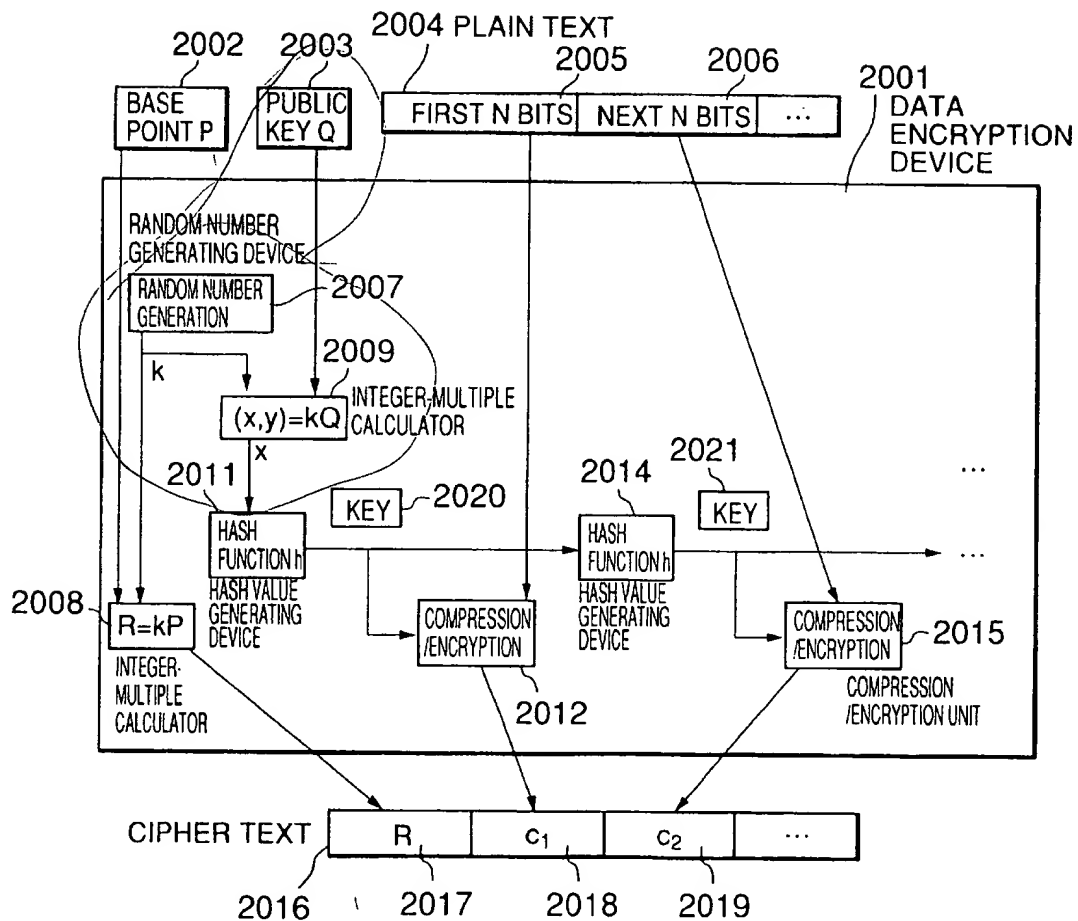 2002
2003
2004 PLAIN TEXT
2005
2006
2001
DATA
ENCRYPTION
DEVICE
BASE
POINT P
PUBLIC
KEY Q
FIRST N BITS
NEXT N BITS
...
RANDOM NUMBER
GENERATING DEVICE
RANDOM NUMBER
GENERATION
2007
k
2009
(x,y)=kQ
INTEGER-MULTIPLE
CALCULATOR
x
2011
KEY
2020
2014
2021
KEY
...
HASH
FUNCTION h
HASH VALUE
GENERATING
DEVICE
HASH
FUNCTION h
HASH VALUE
GENERATING
DEVICE
...
2008
R=kP
INTEGER-
MULTIPLE
CALCULATOR
COMPRESSION
/ENCRYPTION
2012
COMPRESSION
/ENCRYPTION
2015
COMPRESSION
/ENCRYPTION UNIT
CIPHER TEXT
R
c₁
c₂
...
2016
2017
2018
2019